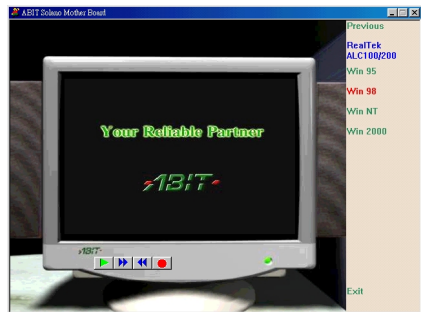 ABIT Solano Mother Board
Previous
RealTek
ALC100/200
Win 95
Win 98
Win NT
Win 2000
Your Reliable Partner
ABIT
ABIT
Exit